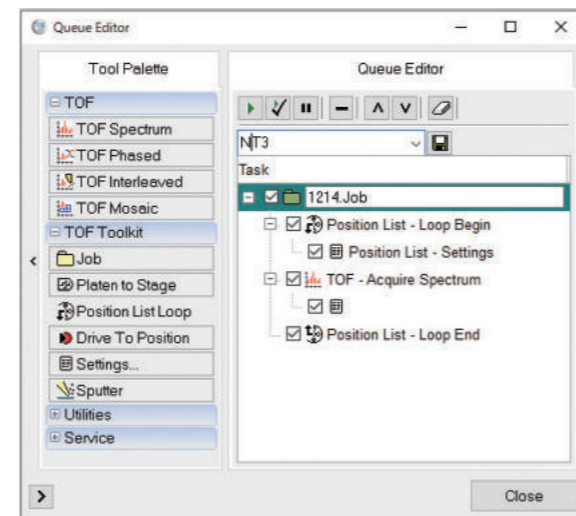 Queue Editor
Tool Palette
TOF
TOF Spectrum
TOF Phased
TOF Interleaved
TOF Mosaic
TOF Toolkit
Job
Platen to Stage
Position List Loop
Drive To Position
Settings...
Sputter
Utilities
Service
Queue Editor
NT3
Task
1214.Job
Position List - Loop Begin
Position List - Settings
TOF - Acquire Spectrum
Position List - Loop End
Close